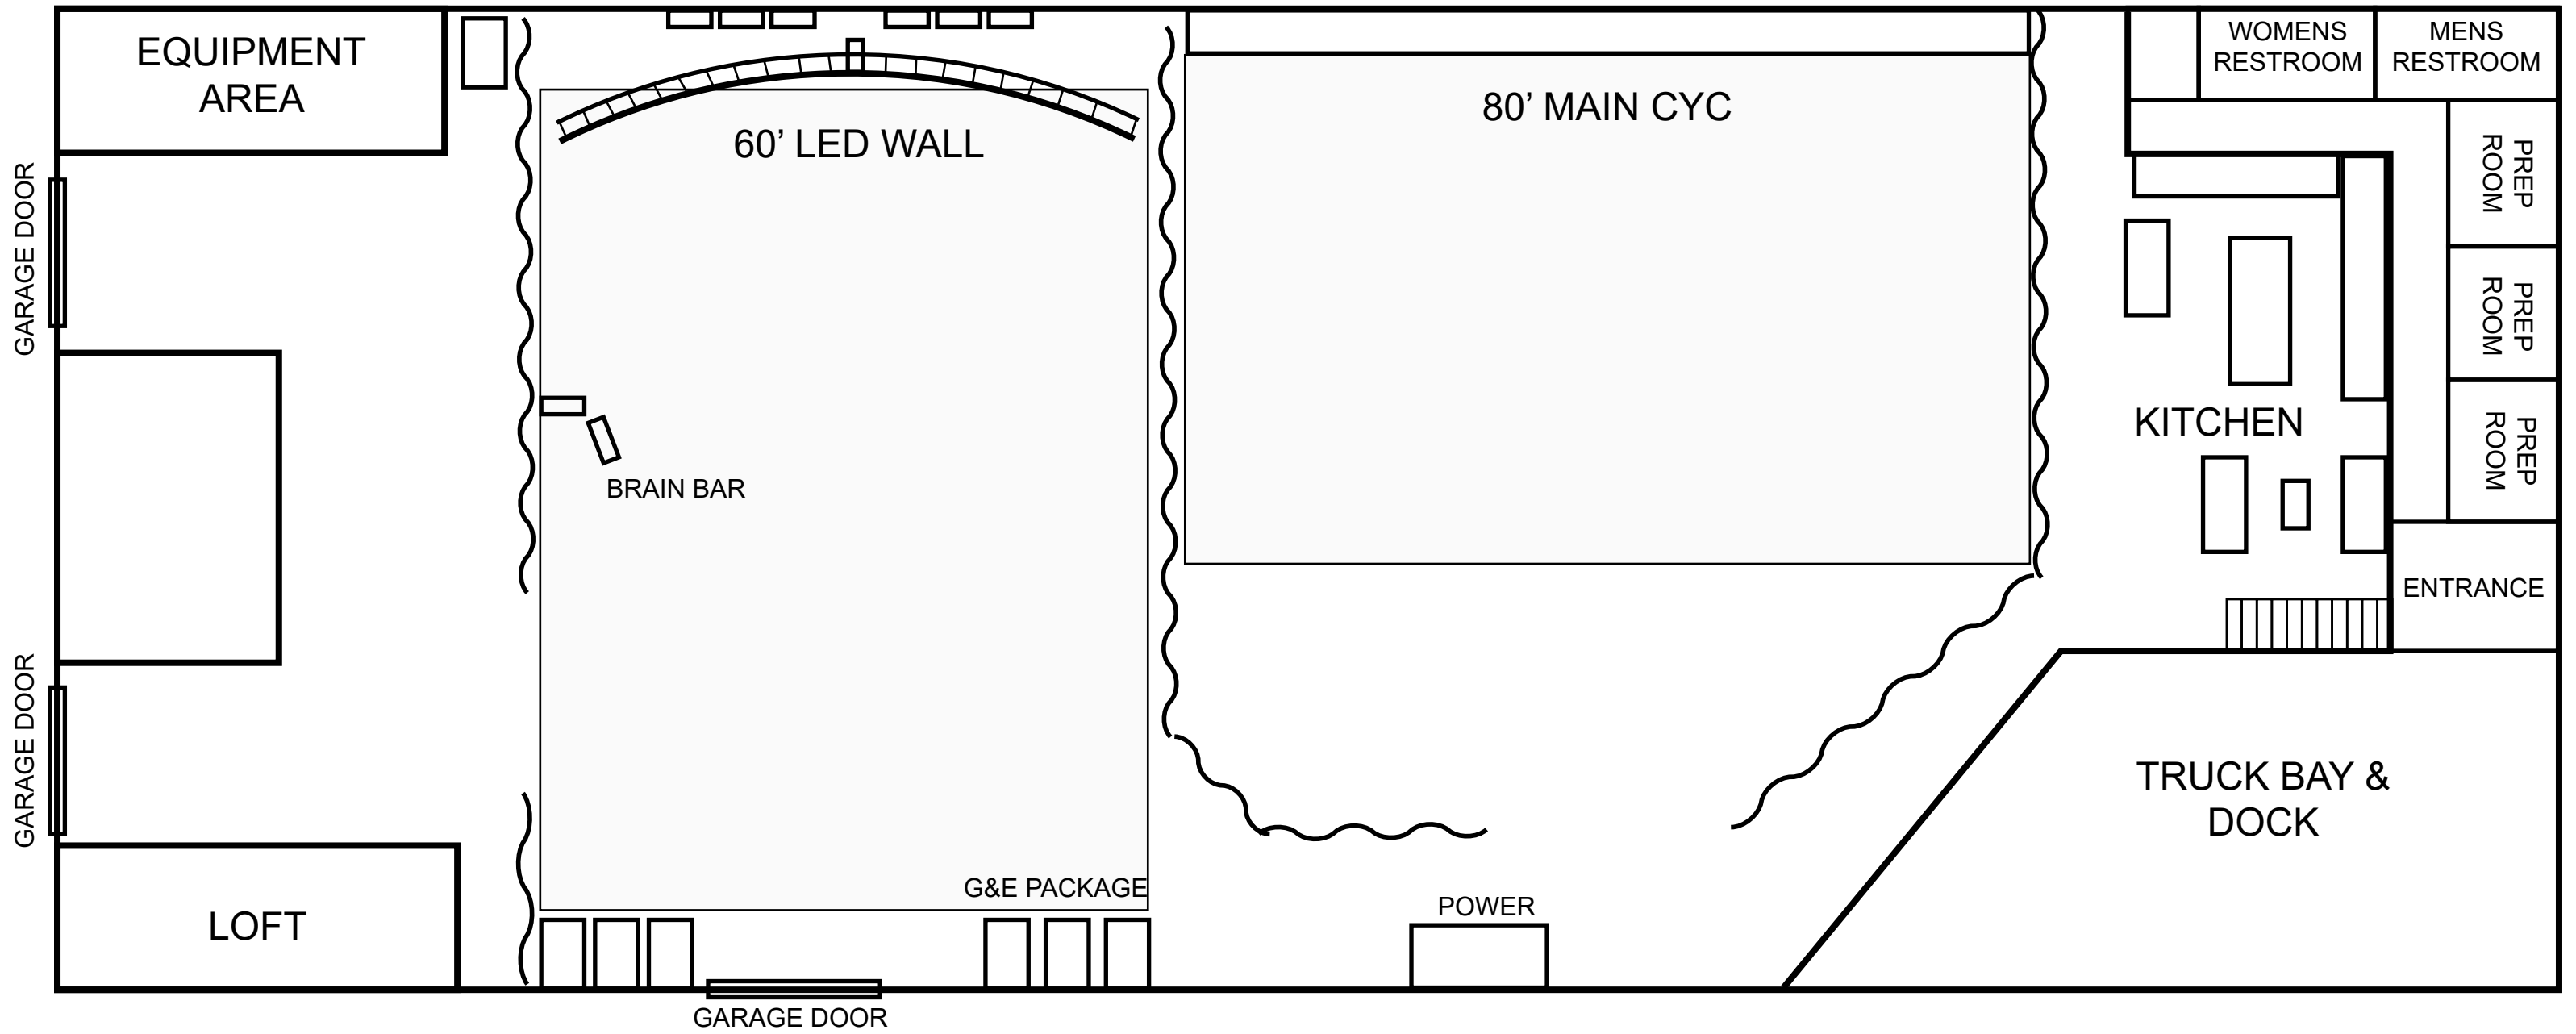 EQUIPMENT
AREA
60’ LED WALL
80’ MAIN CYC
WOMENS
RESTROOM
MENS
RESTROOM
GARAGE DOOR
PREP
ROOM
PREP
ROOM
PREP
ROOM
KITCHEN
BRAIN BAR
ENTRANCE
GARAGE DOOR
TRUCK BAY &
DOCK
LOFT
G&E PACKAGE
POWER
GARAGE DOOR